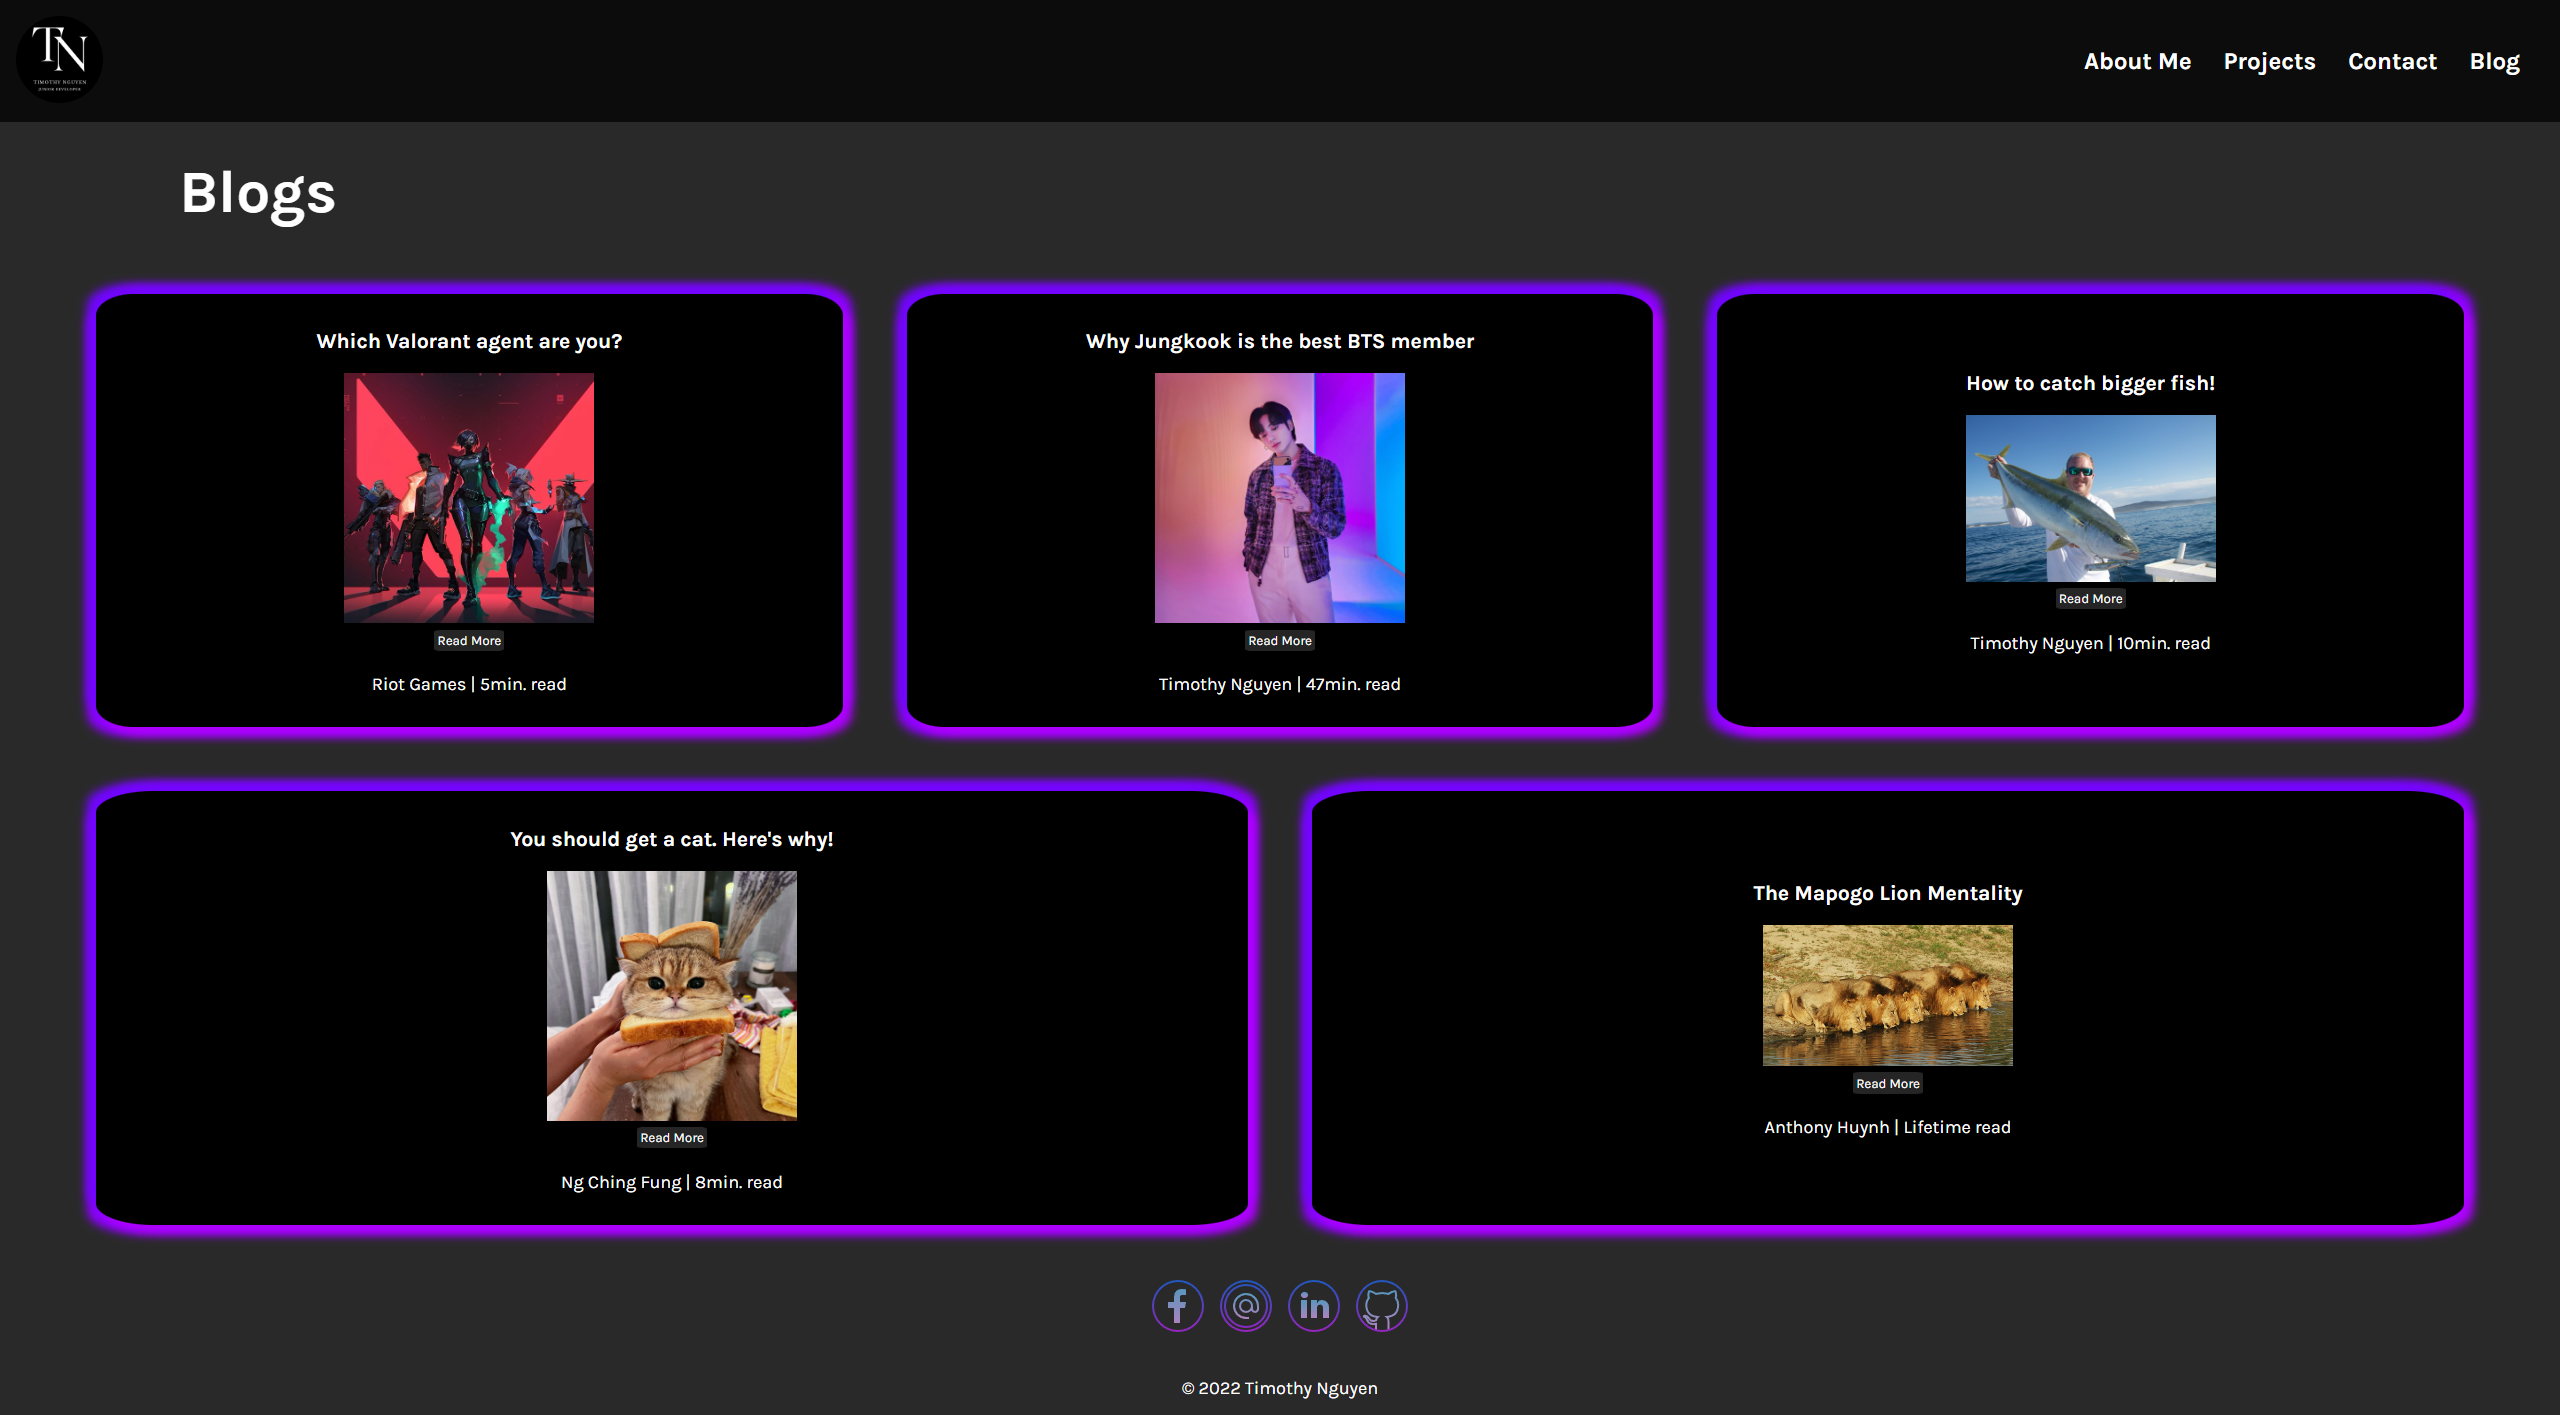 TN
TIMOTHY NGUYEN
JUNIOR DEVELOPER
About Me
Projects
Contact
Blog
Blogs
Which Valorant agent are you?
Read More
Riot Games | 5min. read
Why Jungkook is the best BTS member
Read More
Timothy Nguyen | 47min. read
How to catch bigger fish!
Read More
Timothy Nguyen | 10min. read
You should get a cat. Here's why!
Read More
Ng Ching Fung | 8min. read
The Mapogo Lion Mentality
Read More
Anthony Huynh | Lifetime read
© 2022 Timothy Nguyen